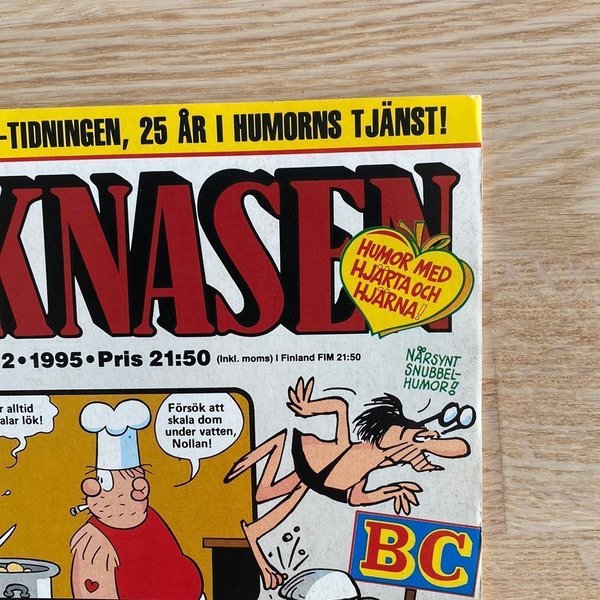 -TIDNINGEN, 25 ÅR I HUMORNS TJÄNST!
KNASEN
HUMOR MED
HJÄRTA OCH
HJÄRNA!
2•1995•Pris 21:50 (Inkl. moms) I Finland FIM 21:50
NÄRSYNT
SNUBBEL-
HUMOR!!
r alltid
alar lök!
Försök att
skala dom
under vatten,
Nollan!
BC